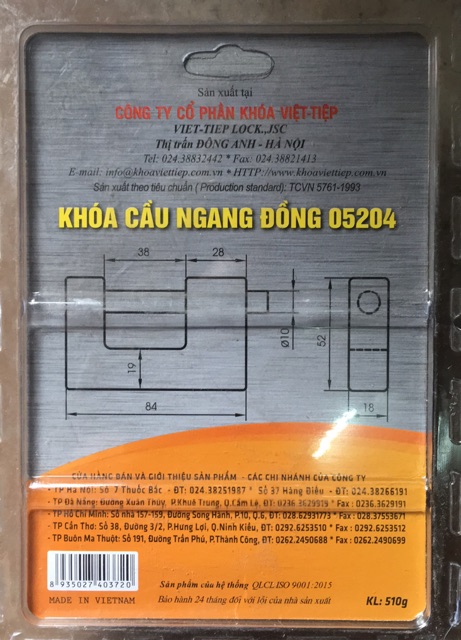 Sản xuất tại
CÔNG TY CỔ PHẦN KHÓA VIỆT-TIỆP
VIET-TIEP LOCK.,JSC
Thị trấn ĐÔNG ANH - HÀ NỘI
Tel: 024.38832442 * Fax 024.38821413
E-mail: info@khoaviettiep.com.vn * HTTP://www.khoaviettiep.com.vn
Sản xuất theo tiêu chuẩn ( Production standard): TCVN 5761-1993
KHÓA CẦU NGANG ĐỒNG 05204
38
28
Ø10
52
19
84
18
CỬA HÀNG BÁN VÀ GIỚI THIỆU SẢN PHẨM - CÁC CHI NHÁNH CỦA CÔNG TY
• TP Hà Nội: Số 7 Thuốc Bắc - ĐT: 024.38251987 * Số 37 Hàng Điếu - ĐT: 024.38266191
• TP Đà Nẵng: Đường Xuân Thủy, P.Khuê Trung, Q.Cẩm Lệ, ĐT: 0236.3629919 * Fax : 0236.3629191
• TP Hồ Chí Minh: Số nhà 157-159, Đường Song Hành, P.10, Q.6, ĐT: 028.62931773 * Fax : 028.37553671
• TP Cần Thơ: Số 38, Đường 3/2, P.Hưng Lợi, Q.Ninh Kiều, ĐT: 0292.6253510 * Fax : 0292.6253512
• TP Buôn Ma Thuột: Số 191, Đường Trần Phú, P.Thành Công, ĐT: 0262.2490688 * Fax : 0262.2490699
8 935027 403720
MADE IN VIETNAM
Sản phẩm của hệ thống QLCL.ISO 9001:2015
Bảo hành 24 tháng đối với lỗi của nhà sản xuất
KL: 510g